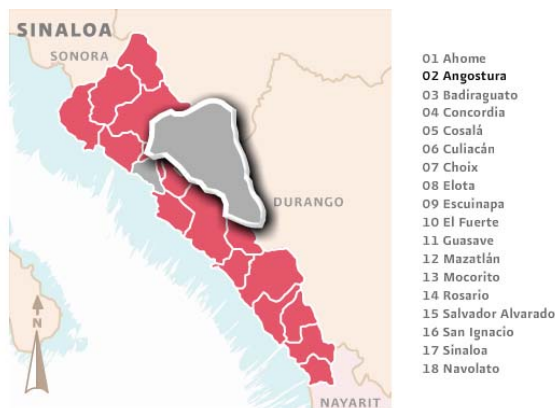 SINALOA
SONORA
DURANGO
N
NAYARIT
01 Ahome
02 Angostura
03 Badiraguato
04 Concordia
05 Cosalá
06 Culiacán
07 Choix
08 Elota
09 Escuinapa
10 El Fuerte
11 Guasave
12 Mazatlán
13 Mocorito
14 Rosario
15 Salvador Alvarado
16 San Ignacio
17 Sinaloa
18 Navolato